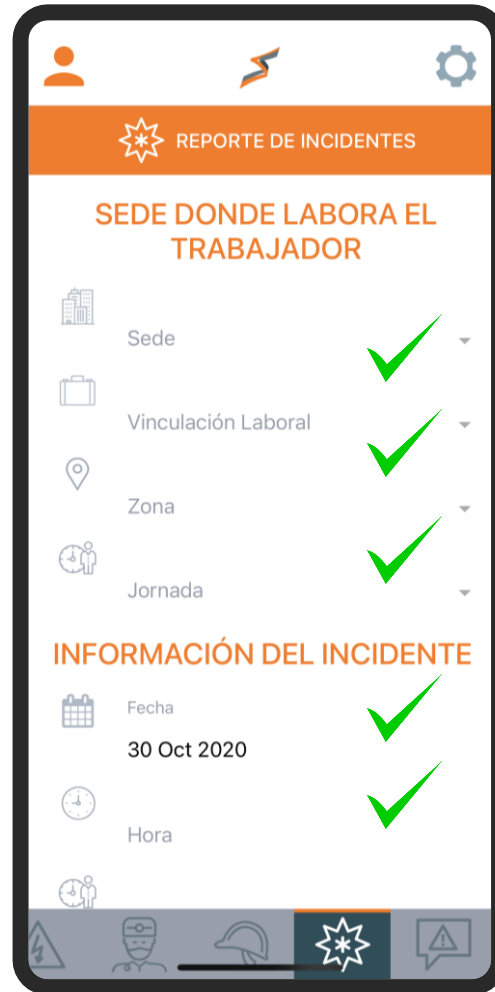 REPORTE DE INCIDENTES
SEDE DONDE LABORA EL
TRABAJADOR
Sede
Vinculación Laboral
Zona
Jornada
INFORMACIÓN DEL INCIDENTE
Fecha
30 Oct 2020
Hora